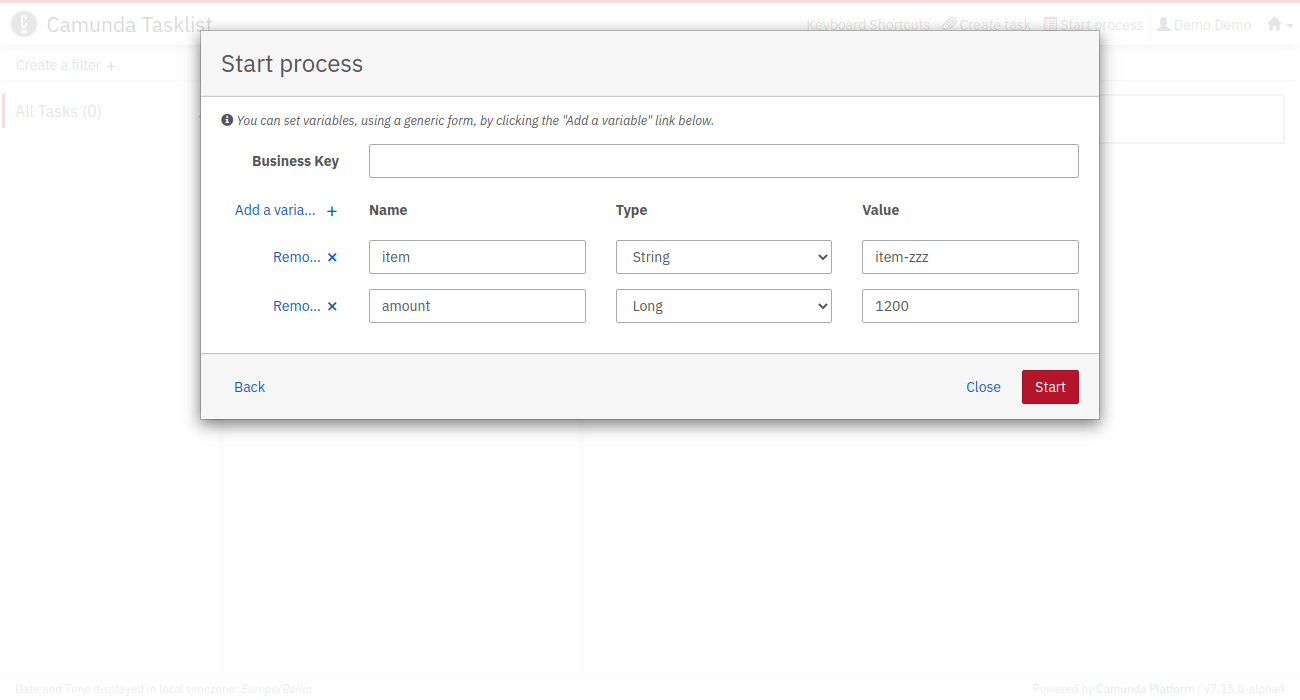 Camunda Tasklist
Keyboard Shortcuts Create task Start process Demo Demo
Create a filter +
All Tasks (0)
Start process
You can set variables, using a generic form, by clicking the "Add a variable" link below.
Business Key
Add a varia... + Name Type Value
Remo... × item String item-zzz
Remo... × amount Long 1200
Back Close Start
Date and Time displayed in local timezone: Europe/Berlin
Powered by Camunda Platform / v7.15.0-alpha4